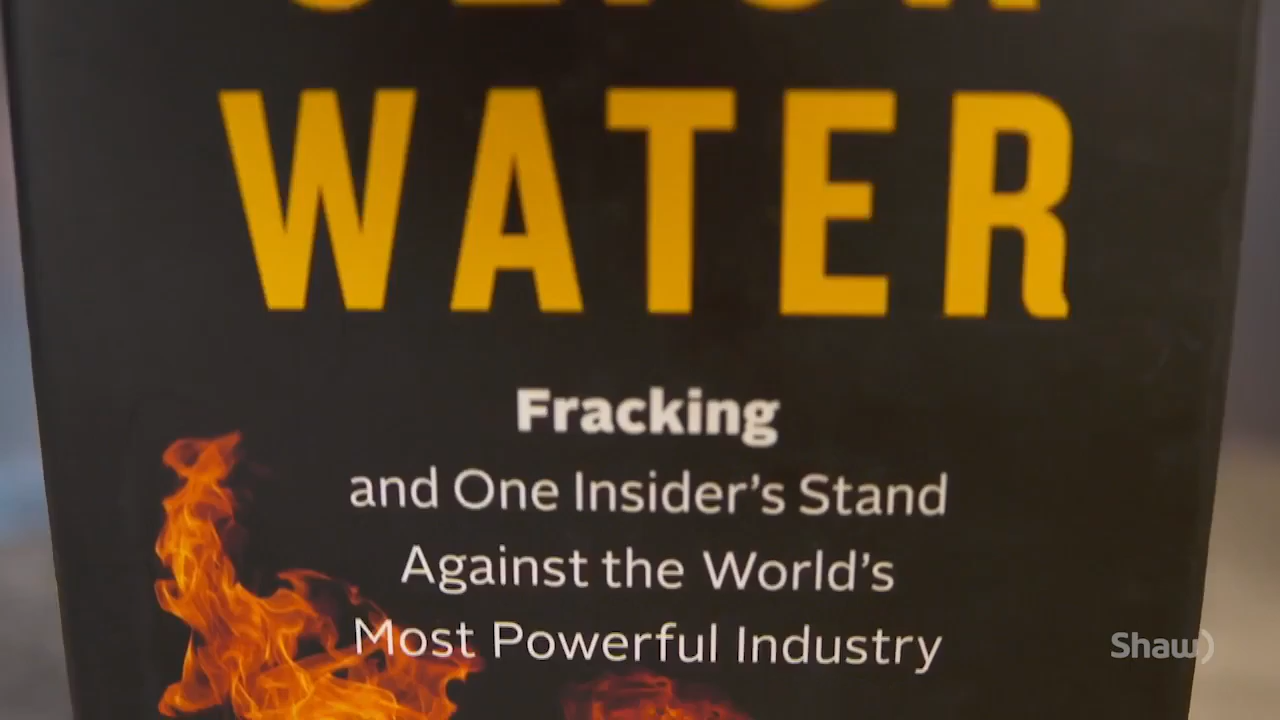 WATER
Fracking
and One Insider's Stand
Against the World's
Most Powerful Industry
Shaw)